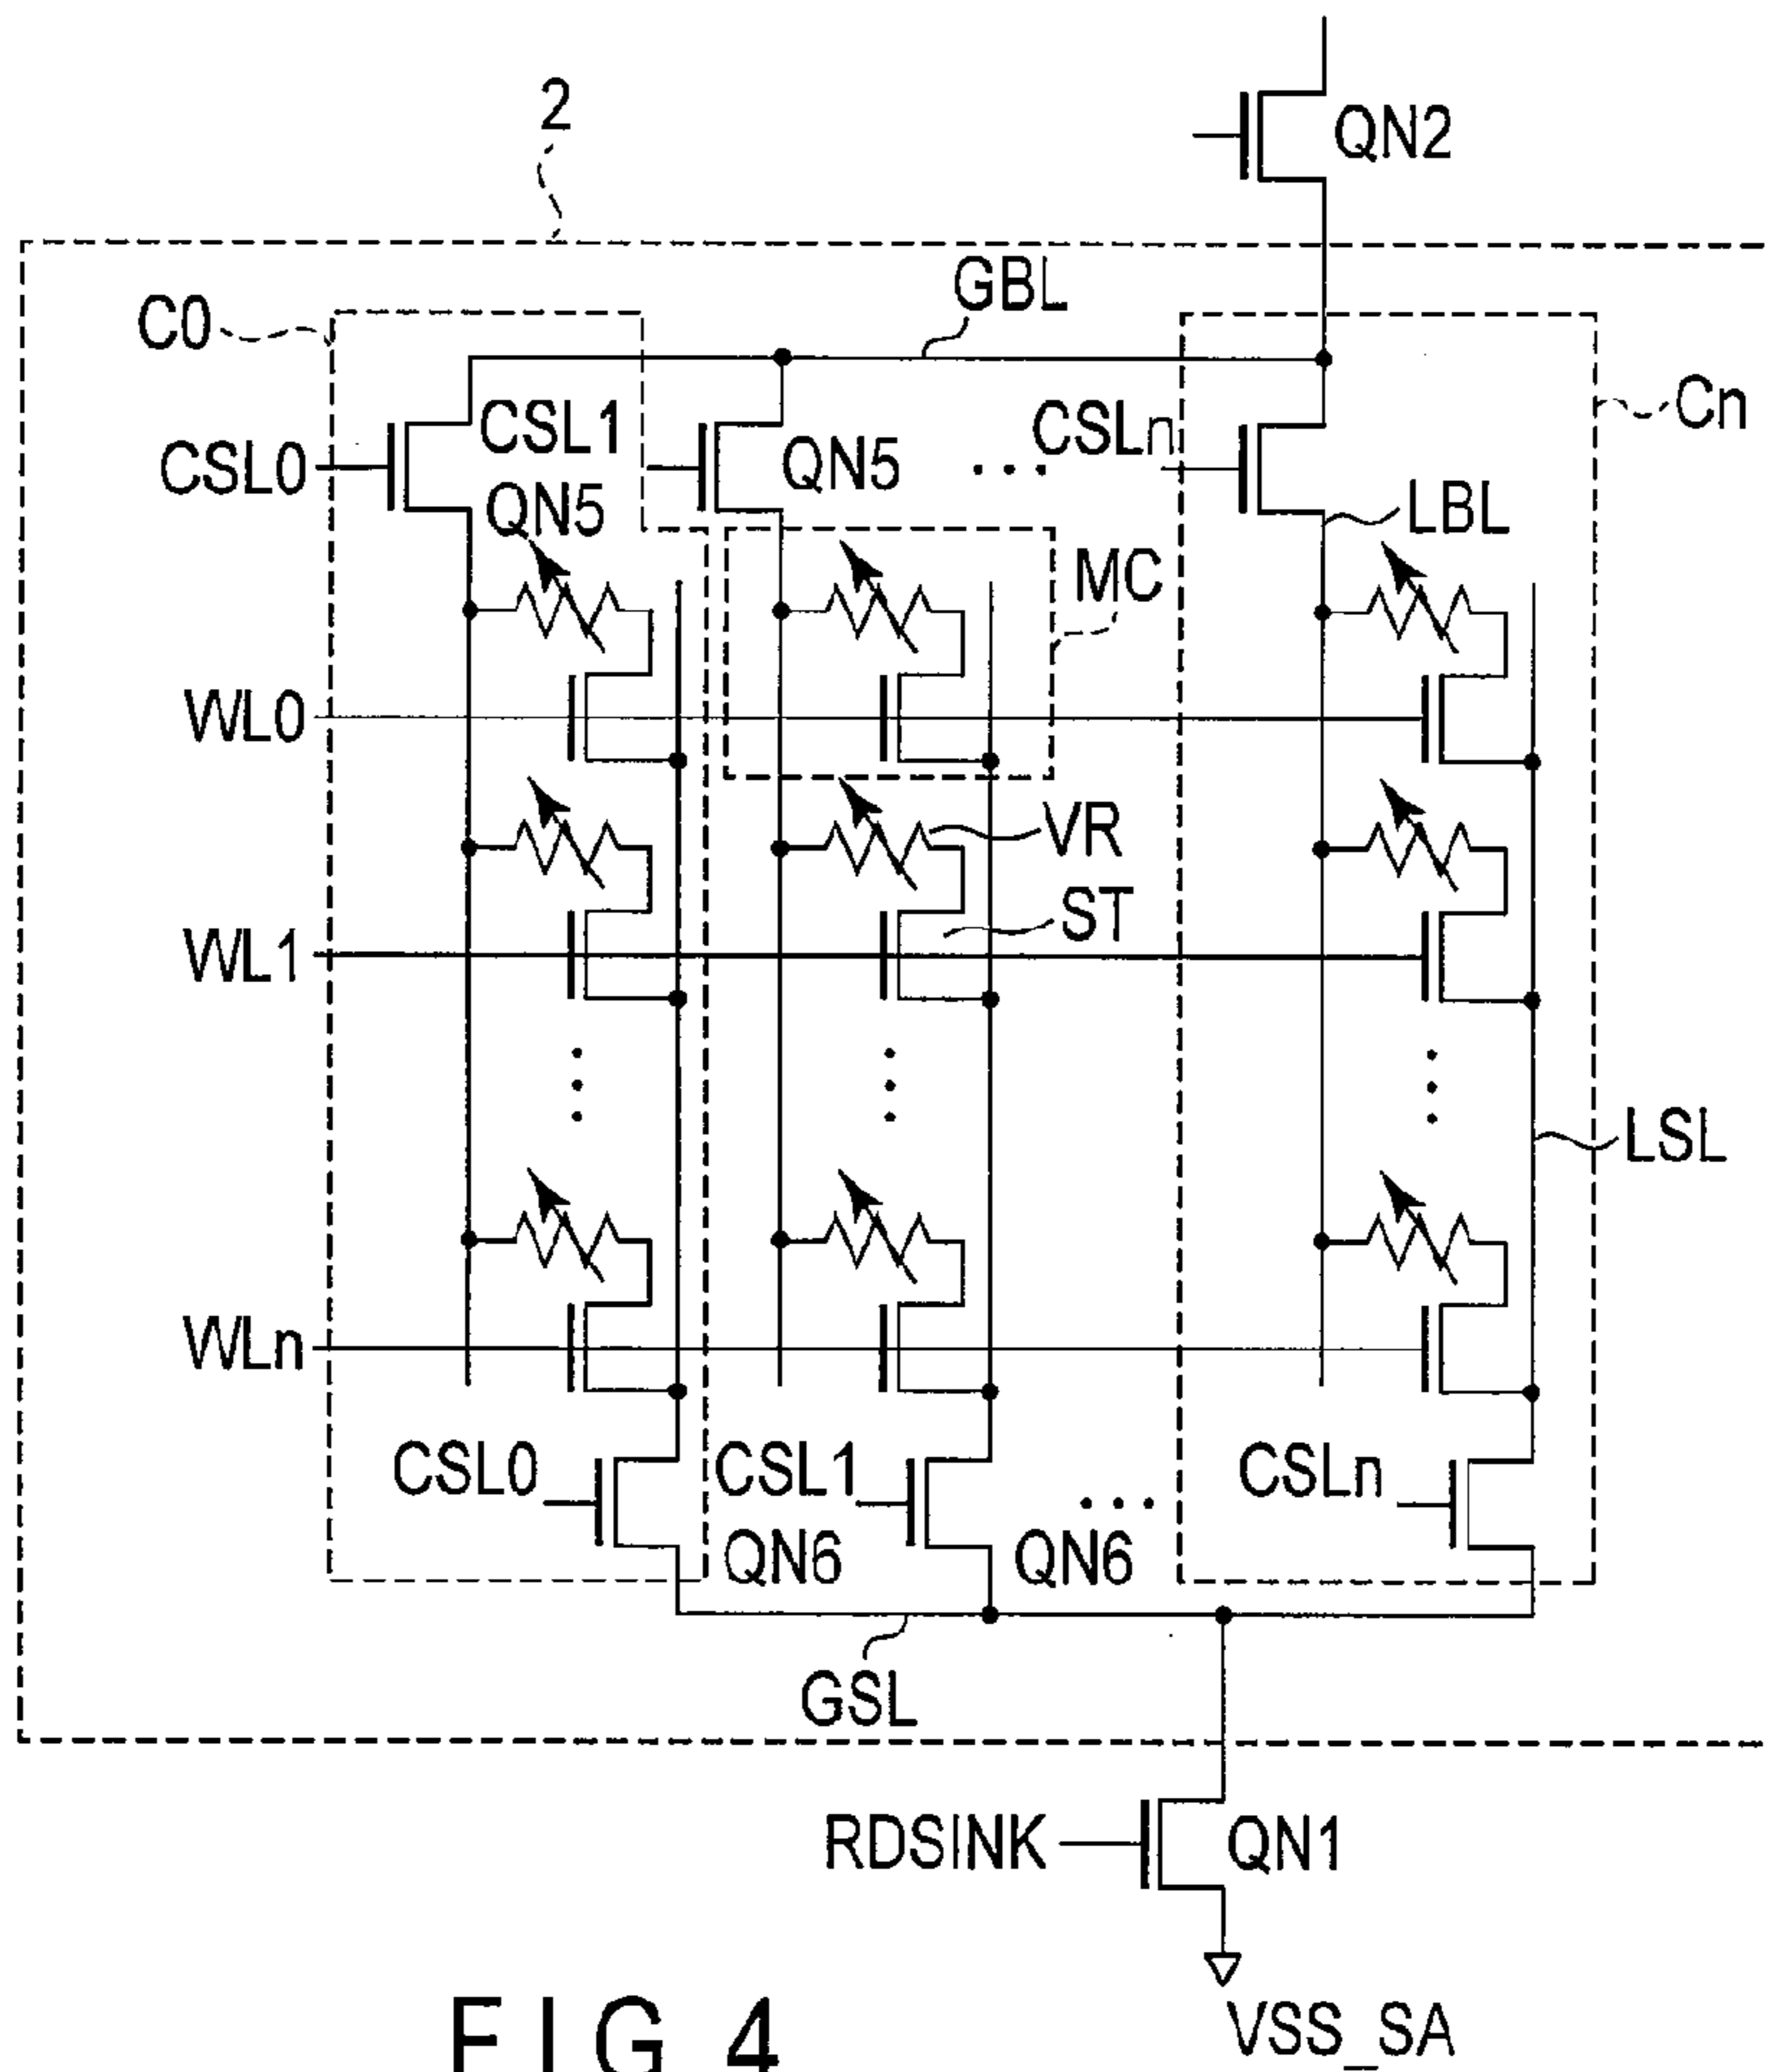 2
QN2
C0
GBL
Cn
CSL0
CSL1
QN5
QN5
...
CSLn
LBL
MC
WL0
VR
ST
WL1
LSL
WLn
CSL0
CSL1
...
CSLn
QN6
QN6
GSL
RDSINK
QN1
VSS_SA
FIG 4